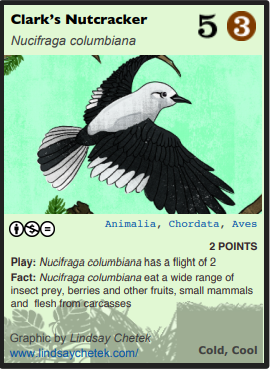 Clark's Nutcracker 5 3
Nucifraga columbiana
Animalia, Chordata, Aves
2 POINTS
Play: Nucifraga columbiana has a flight of 2
Fact: Nucifraga columbiana eat a wide range of
insect prey, berries and other fruits, small mammals
and flesh from carcasses
Graphic by Lindsay Chetek
www.lindsaychetek.com/ Cold, Cool